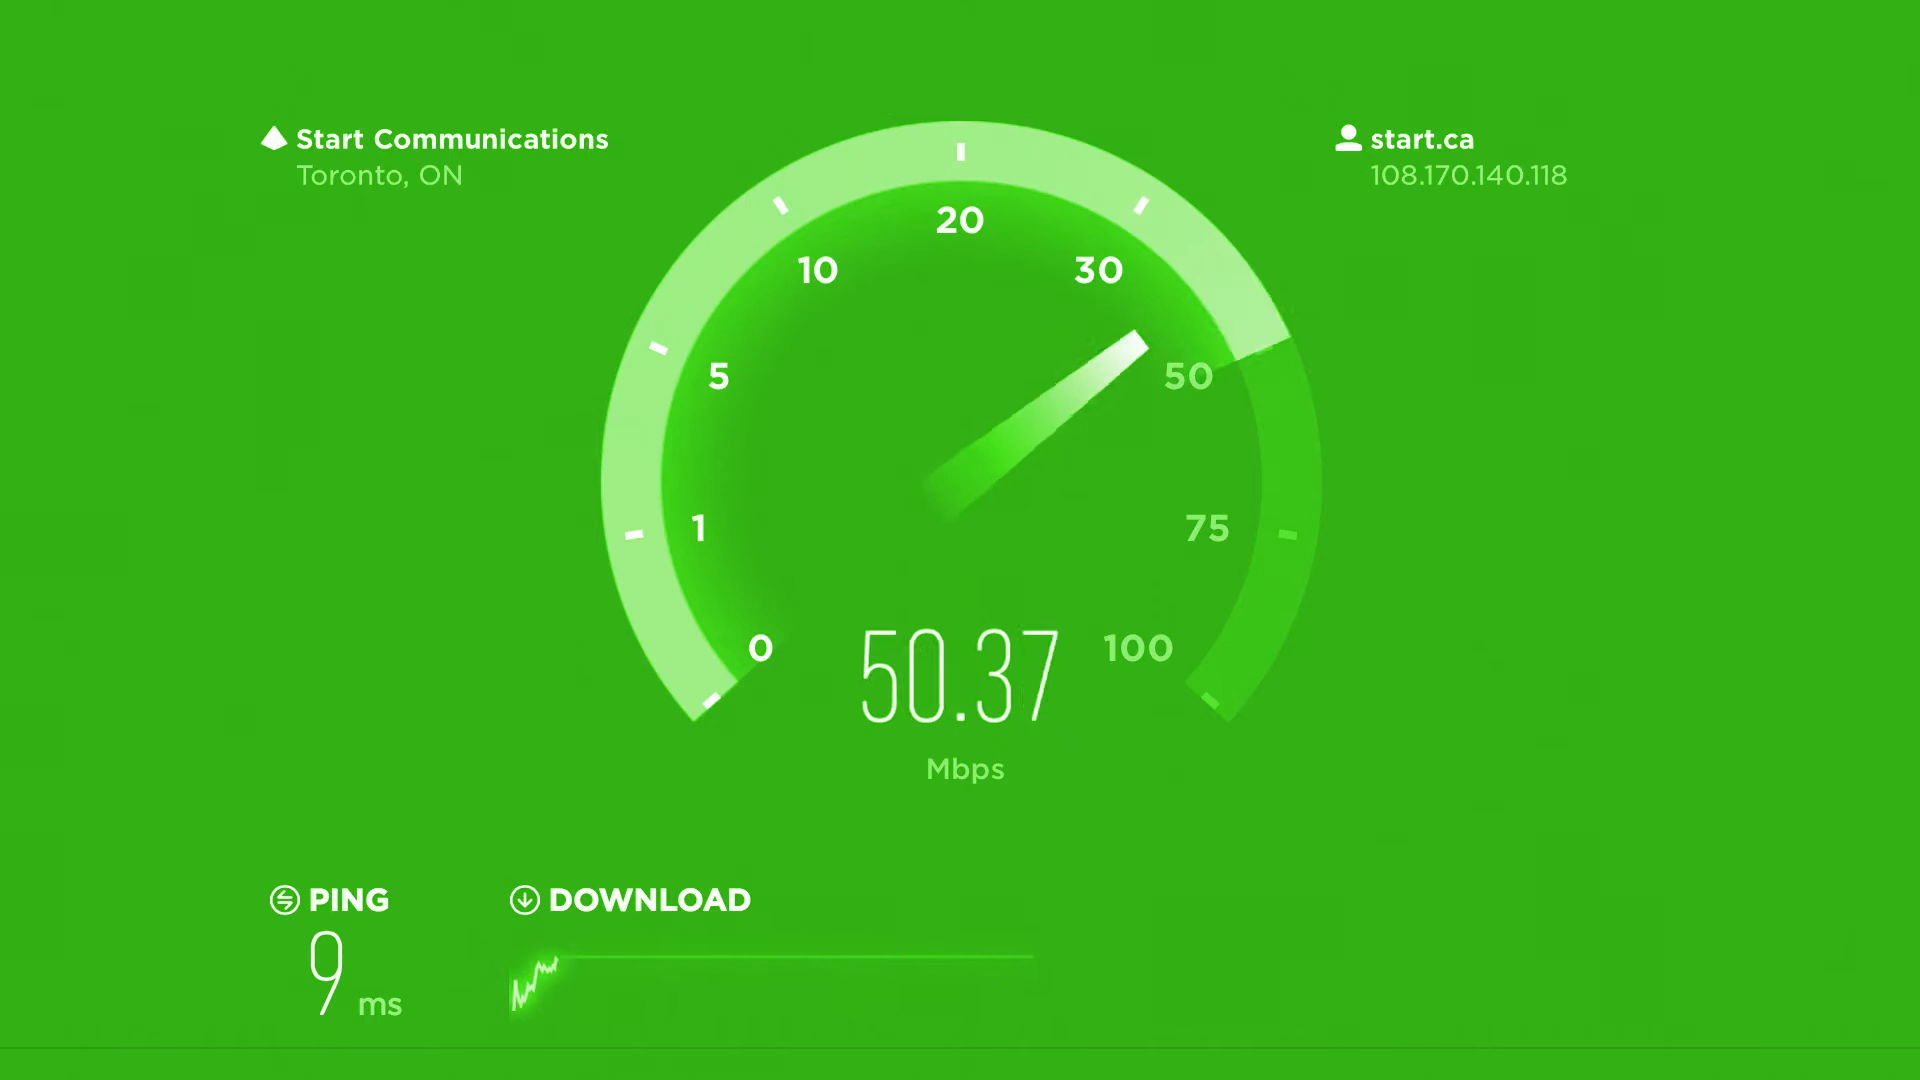 Start Communications
Toronto, ON
start.ca
108.170.140.118
20
10
30
5
50
1
75
0
100
50.37
Mbps
PING
9 ms
DOWNLOAD